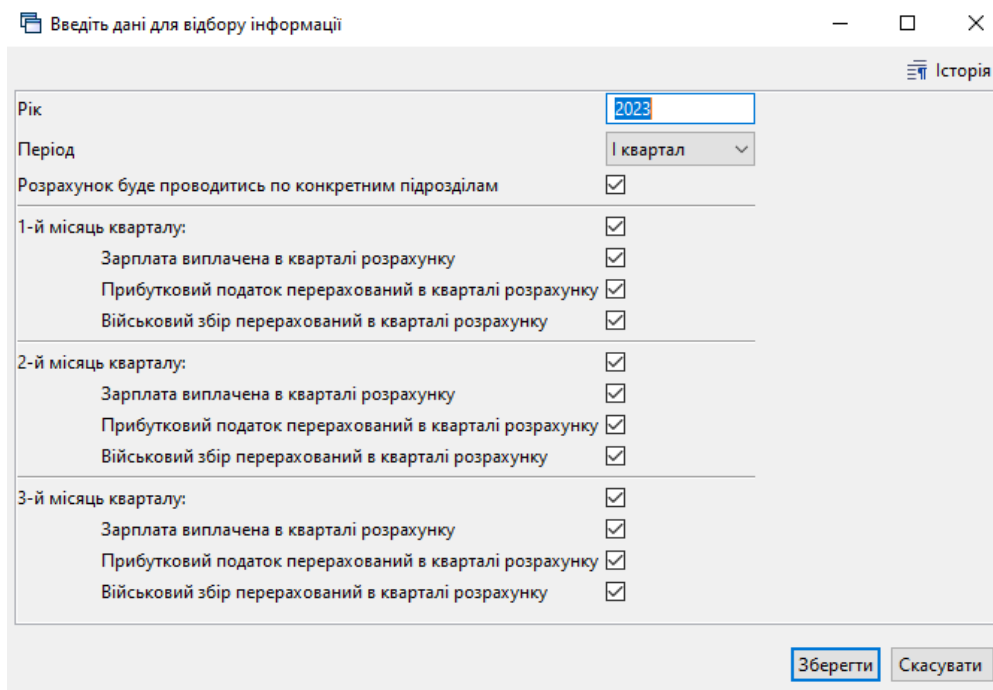 Введіть дані для відбору інформації
Історія
Рік 2023
Період І квартал
Розрахунок буде проводитись по конкретним підрозділам
1-й місяць кварталу:
Зарплата виплачена в кварталі розрахунку
Прибутковий податок перерахований в кварталі розрахунку
Військовий збір перерахований в кварталі розрахунку
2-й місяць кварталу:
Зарплата виплачена в кварталі розрахунку
Прибутковий податок перерахований в кварталі розрахунку
Військовий збір перерахований в кварталі розрахунку
3-й місяць кварталу:
Зарплата виплачена в кварталі розрахунку
Прибутковий податок перерахований в кварталі розрахунку
Військовий збір перерахований в кварталі розрахунку
Зберегти Скасувати